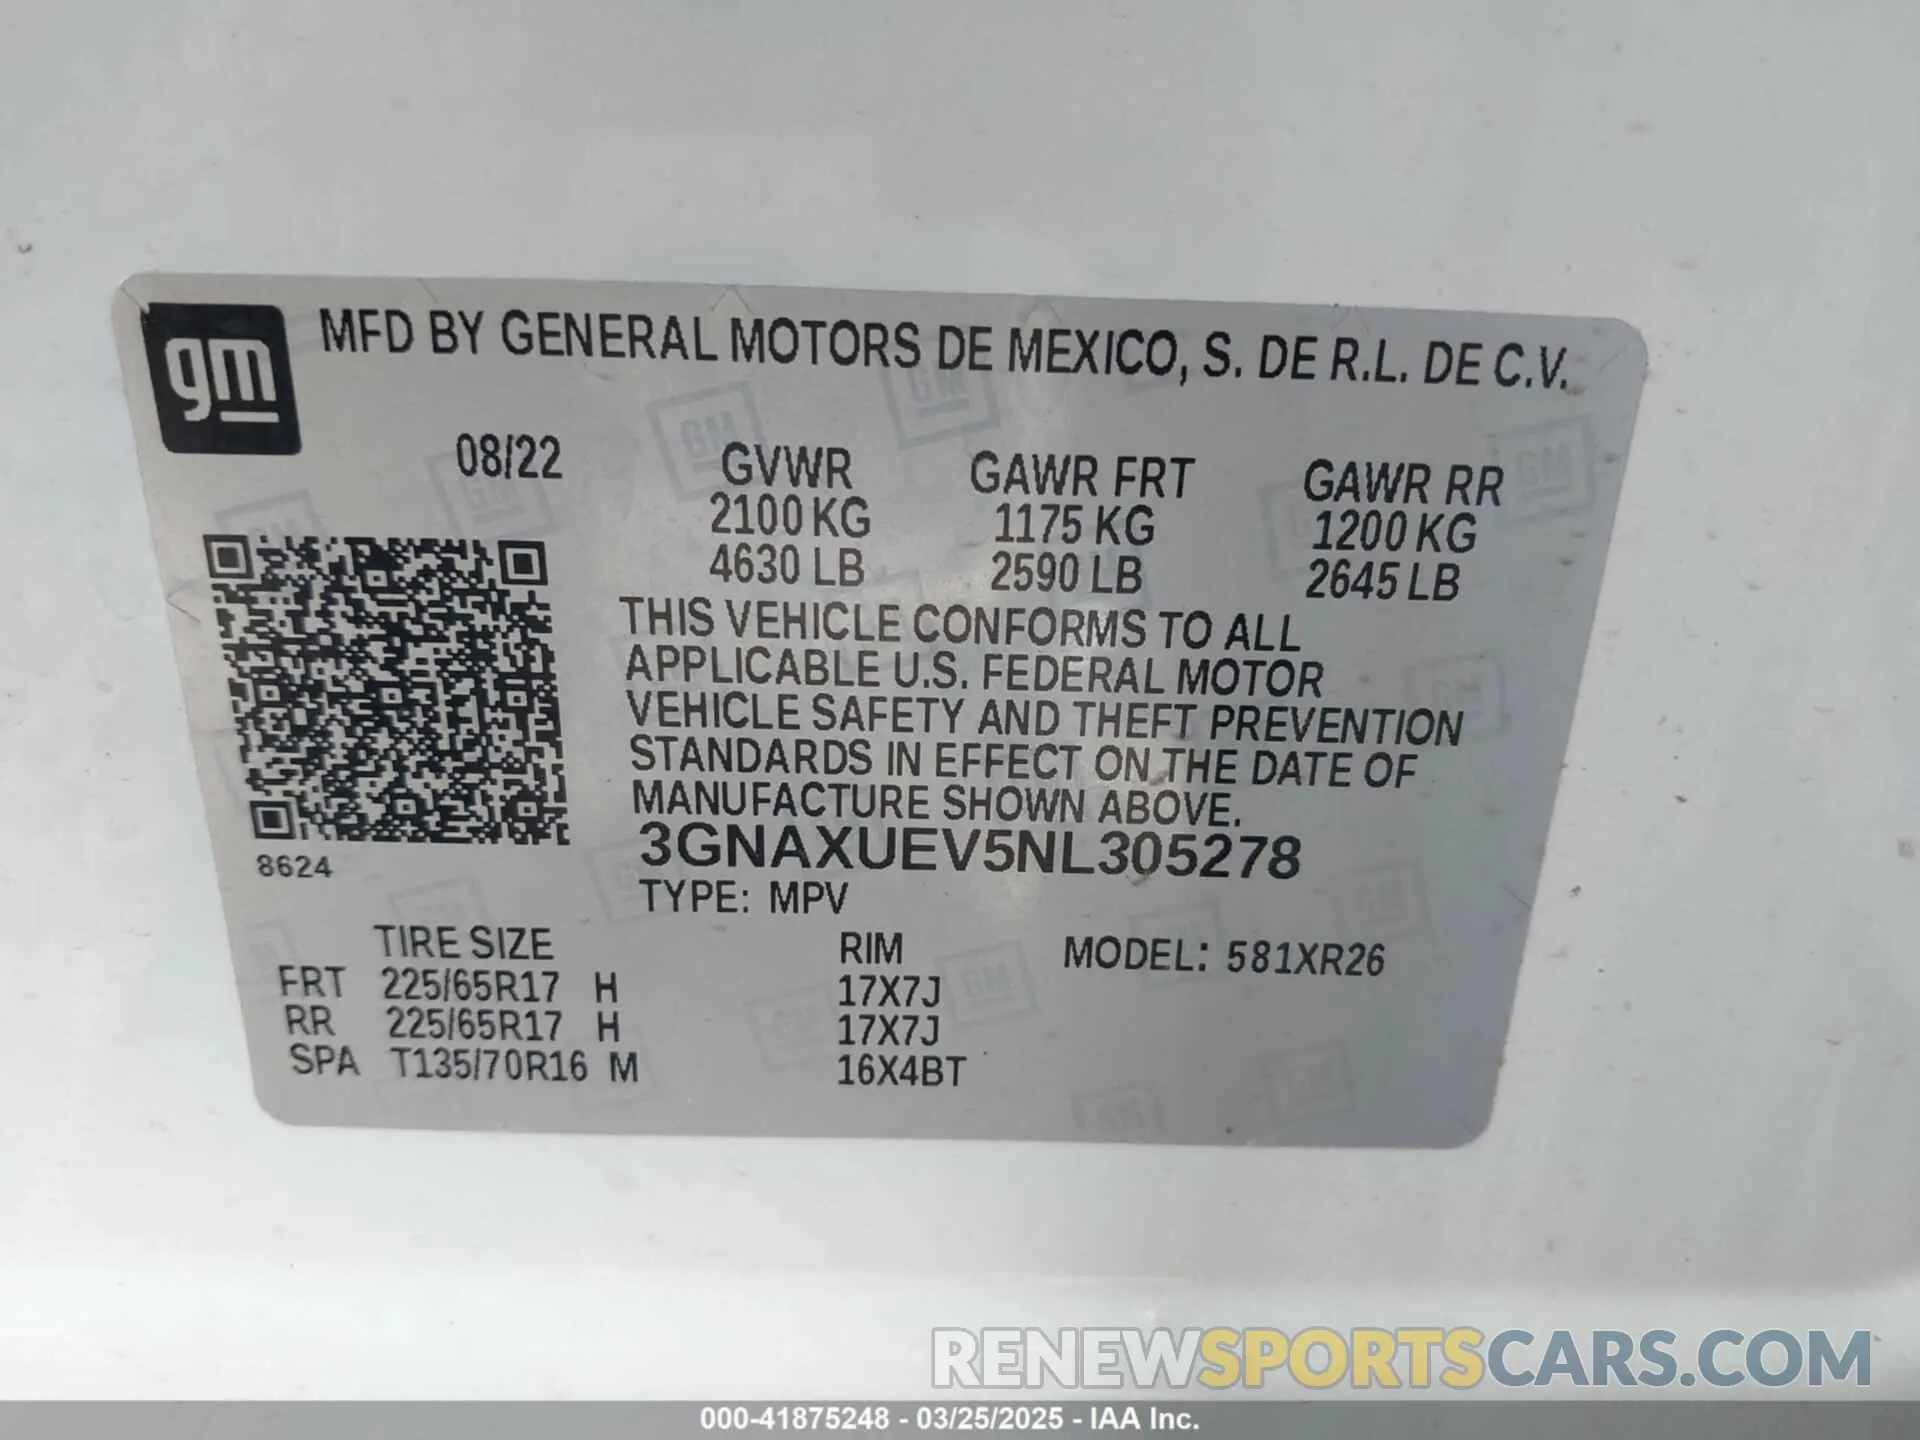 gm
MFD BY GENERAL MOTORS DE MEXICO, S. DE R.L. DE C.V.
08/22 GVWR GAWR FRT GAWR RR
2100 KG 1175 KG 1200 KG
4630 LB 2590 LB 2645 LB
THIS VEHICLE CONFORMS TO ALL
APPLICABLE U.S. FEDERAL MOTOR
VEHICLE SAFETY AND THEFT PREVENTION
STANDARDS IN EFFECT ON THE DATE OF
MANUFACTURE SHOWN ABOVE.
3GNAXUEV5NL305278
8624
TYPE: MPV
TIRE SIZE RIM MODEL: 581XR26
FRT 225/65R17 H 17X7J
RR 225/65R17 H 17X7J
SPA T135/70R16 M 16X4BT
RENEWSPORTSCARS.COM
000-41875248 - 03/25/2025 - IAA Inc.